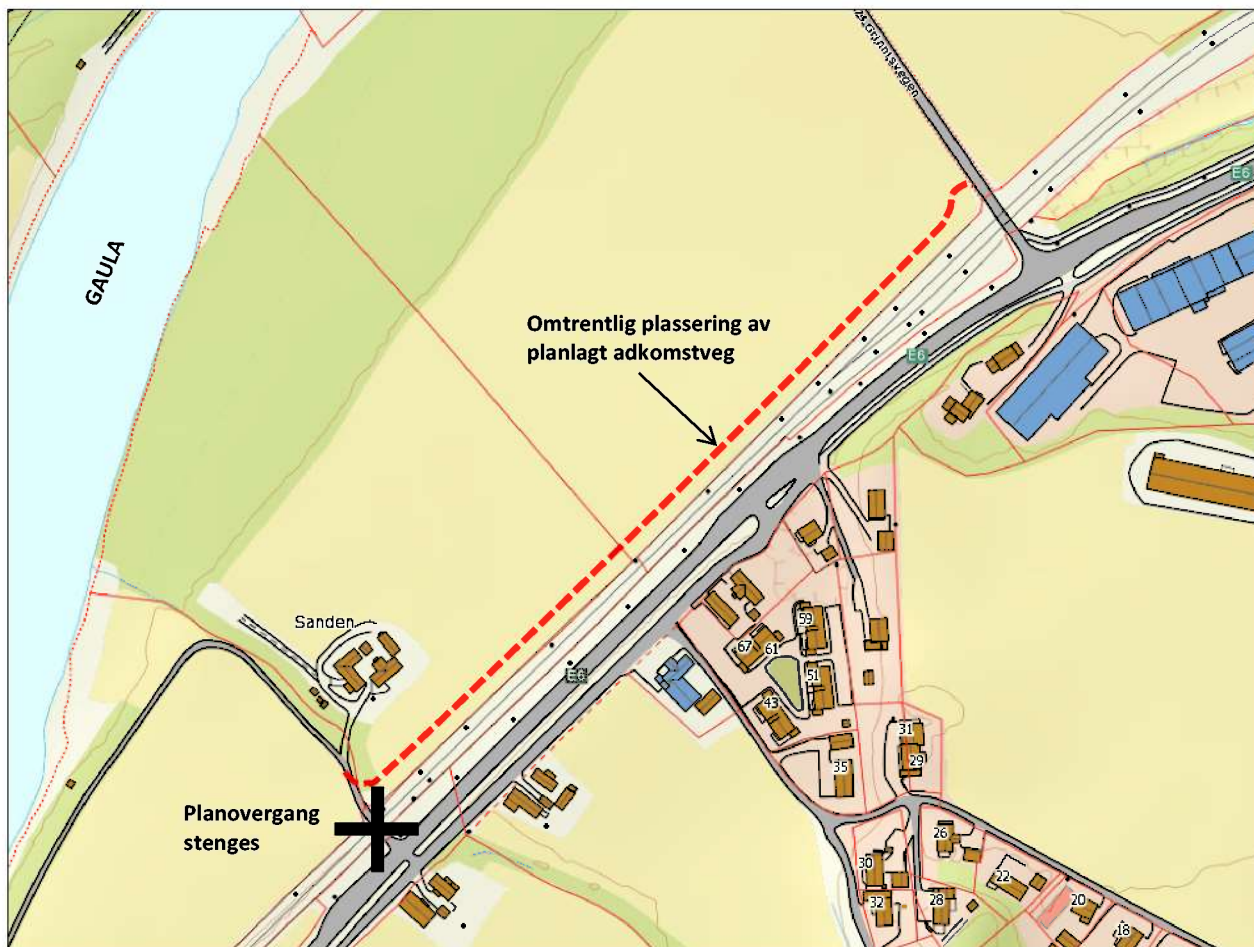 Grinnisvegen
E6
GAULA
Omtrentlig plassering av
planlagt adkomstveg
E6
Sanden
59
67
61
E6
51
43
31
35
29
Planovergang
stenges
26
30
22
32
28
20
18